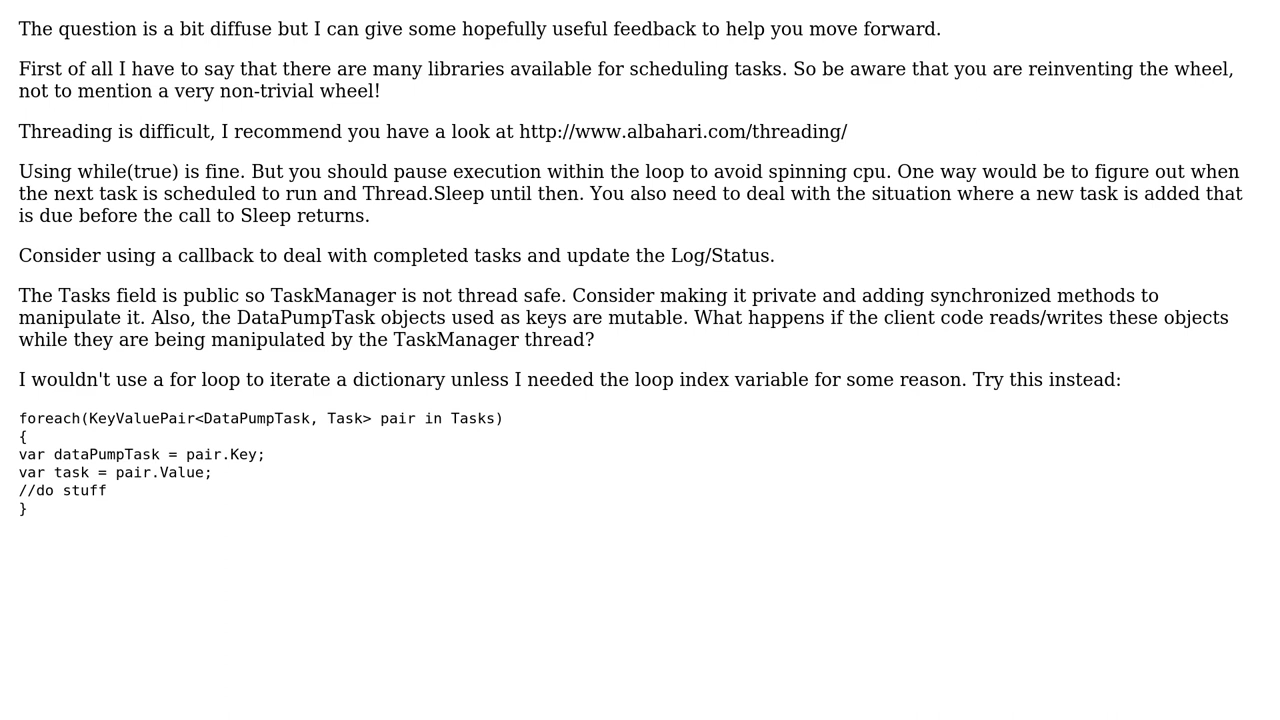 The question is a bit diffuse but I can give some hopefully useful feedback to help you move forward.
First of all I have to say that there are many libraries available for scheduling tasks. So be aware that you are reinventing the wheel,
not to mention a very non-trivial wheel!
Threading is difficult, I recommend you have a look at http://www.albahari.com/threading/
Using while(true) is fine. But you should pause execution within the loop to avoid spinning cpu. One way would be to figure out when
the next task is scheduled to run and Thread.Sleep until then. You also need to deal with the situation where a new task is added that
is due before the call to Sleep returns.
Consider using a callback to deal with completed tasks and update the Log/Status.
The Tasks field is public so TaskManager is not thread safe. Consider making it private and adding synchronized methods to
manipulate it. Also, the DataPumpTask objects used as keys are mutable. What happens if the client code reads/writes these objects
while they are being manipulated by the TaskManager thread?
I wouldn't use a for loop to iterate a dictionary unless I needed the loop index variable for some reason. Try this instead:
foreach(KeyValuePair<DataPumpTask, Task> pair in Tasks)
{
var dataPumpTask = pair.Key;
var task = pair.Value;
//do stuff
}